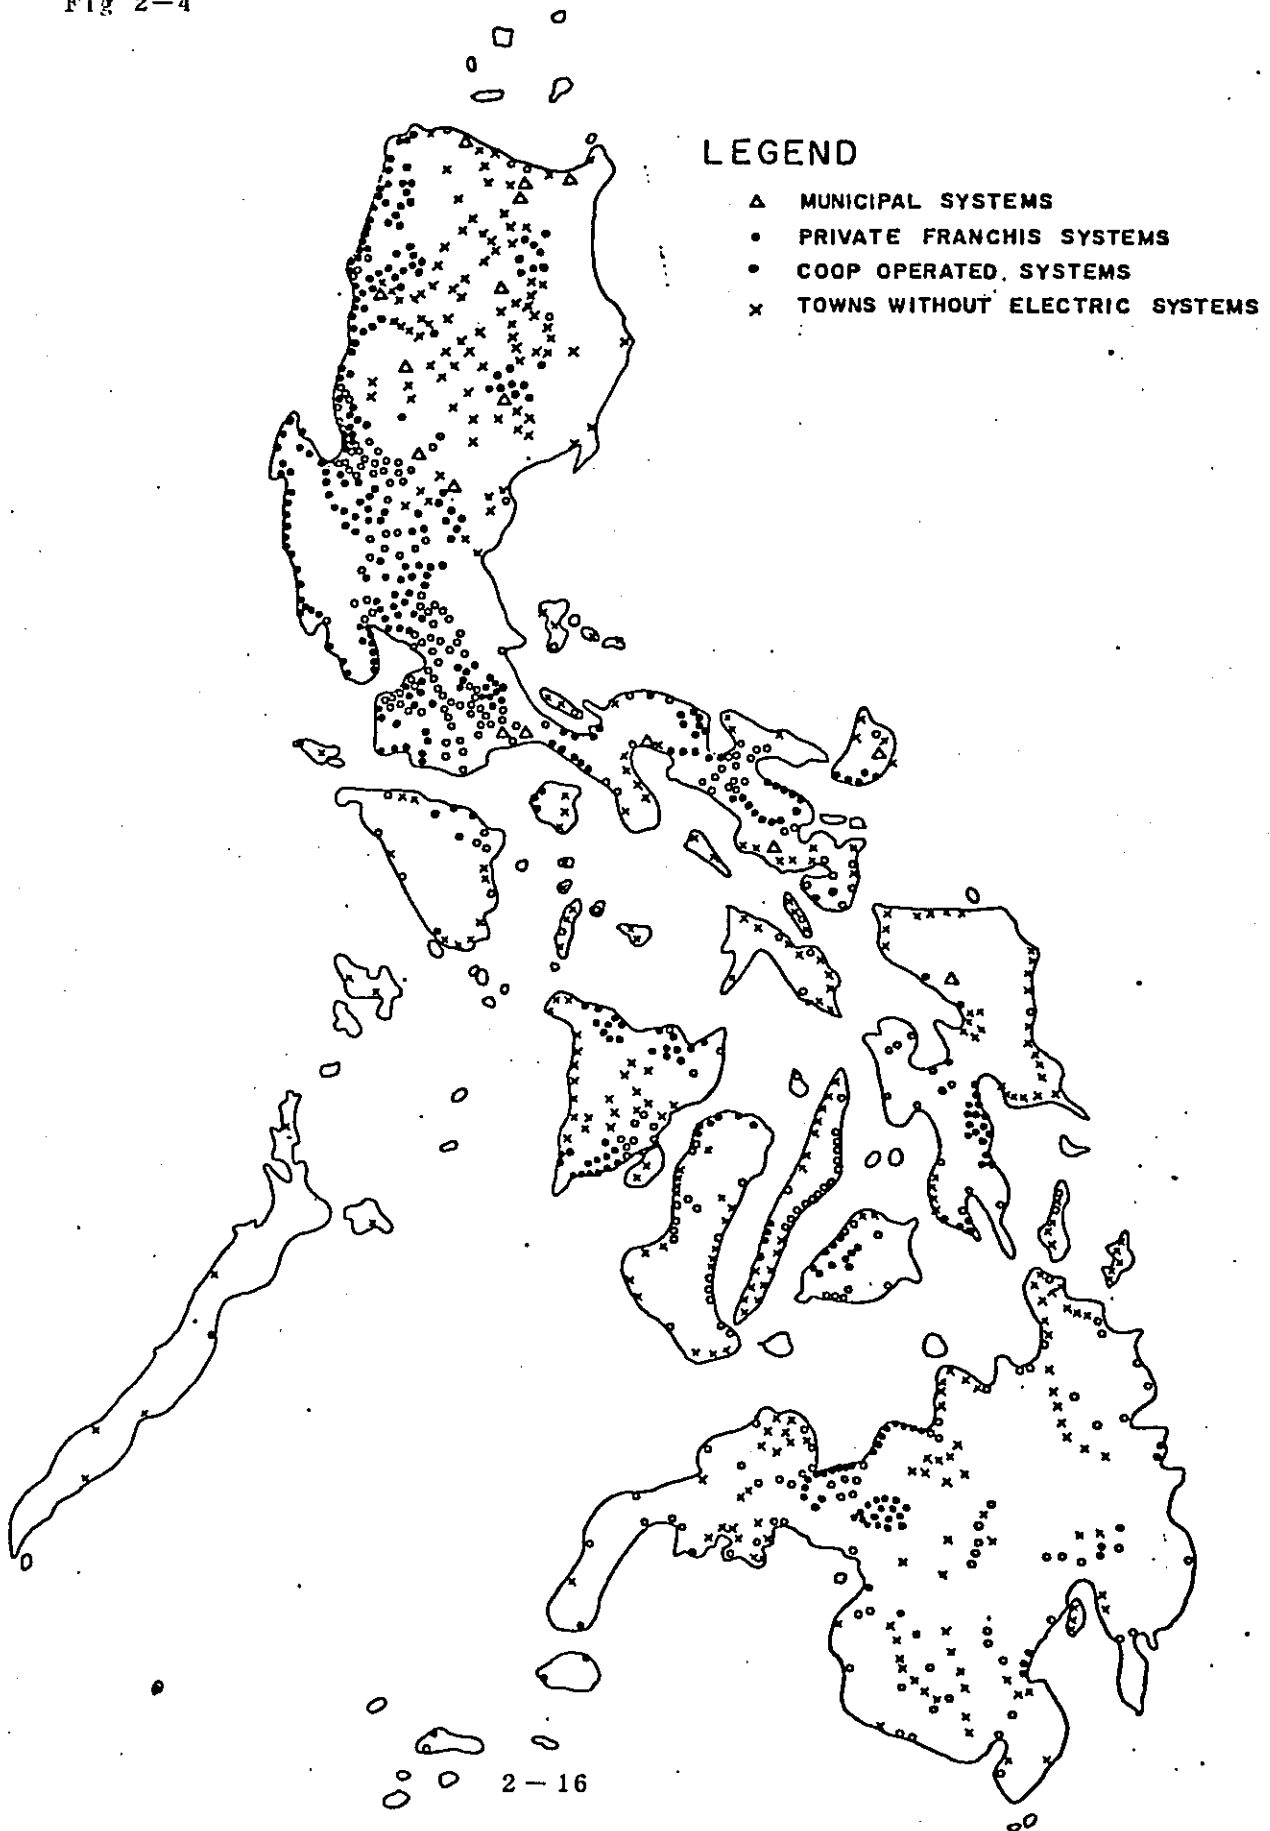 Fig 2-4
LEGEND
△ MUNICIPAL SYSTEMS
• PRIVATE FRANCHIS SYSTEMS
• COOP OPERATED. SYSTEMS
x TOWNS WITHOUT ELECTRIC SYSTEMS
2-16